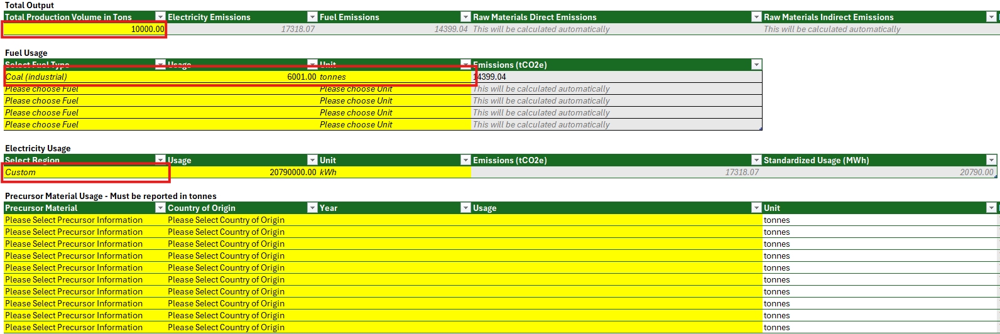 Total Output
Total Production Volume in Tons Electricity Emissions Fuel Emissions Raw Materials Direct Emissions Raw Materials Indirect Emissions
10000.00 17318.07 14399.04 This will be calculated automatically This will be calculated automatically
Fuel Usage
Select Fuel Type Usage Unit Emissions (tCO2e)
Coal (industrial) 6001.00 tonnes 14399.04
Please choose Fuel Please choose Unit This will be calculated automatically
Please choose Fuel Please choose Unit This will be calculated automatically
Please choose Fuel Please choose Unit This will be calculated automatically
Please choose Fuel Please choose Unit This will be calculated automatically
Electricity Usage
Select Region Usage Unit Emissions (tCO2e) Standardized Usage (MWh)
Custom 20790000.00 kWh 17318.07 20790.00
Precursor Material Usage - Must be reported in tonnes
Precursor Material Country of Origin Year Usage Unit
Please Select Precursor Information Please Select Country of Origin tonnes
Please Select Precursor Information Please Select Country of Origin tonnes
Please Select Precursor Information Please Select Country of Origin tonnes
Please Select Precursor Information Please Select Country of Origin tonnes
Please Select Precursor Information Please Select Country of Origin tonnes
Please Select Precursor Information Please Select Country of Origin tonnes
Please Select Precursor Information Please Select Country of Origin tonnes
Please Select Precursor Information Please Select Country of Origin tonnes
Please Select Precursor Information Please Select Country of Origin tonnes
Please Select Precursor Information Please Select Country of Origin tonnes